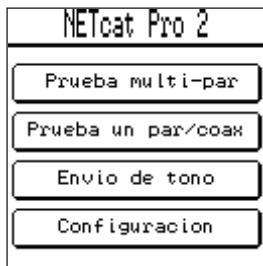 NETcat Pro 2
Prueba multi-par
Prueba un par/coax
Envio de tono
Configuracion